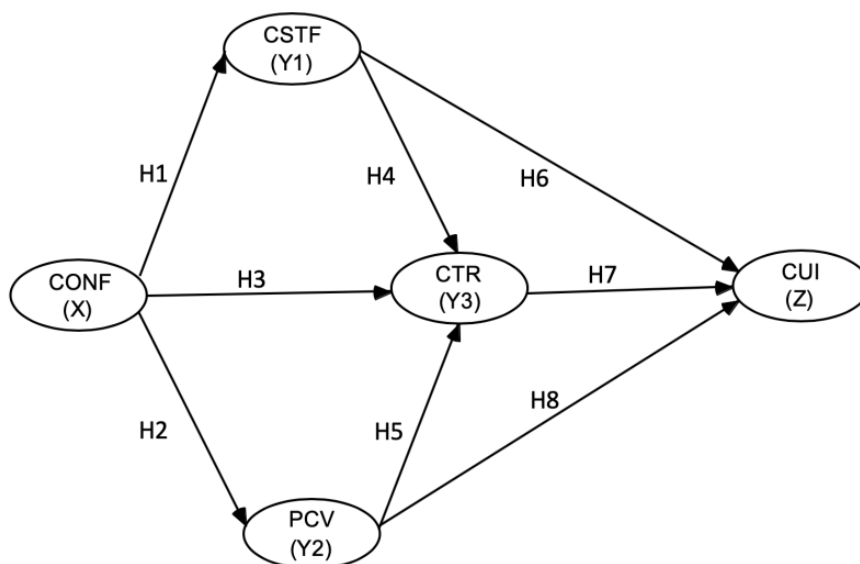 CSTF
(Y1)
H1
H4
H6
CONF
(X)
H3
CTR
(Y3)
H7
CUI
(Z)
H2
H5
H8
PCV
(Y2)